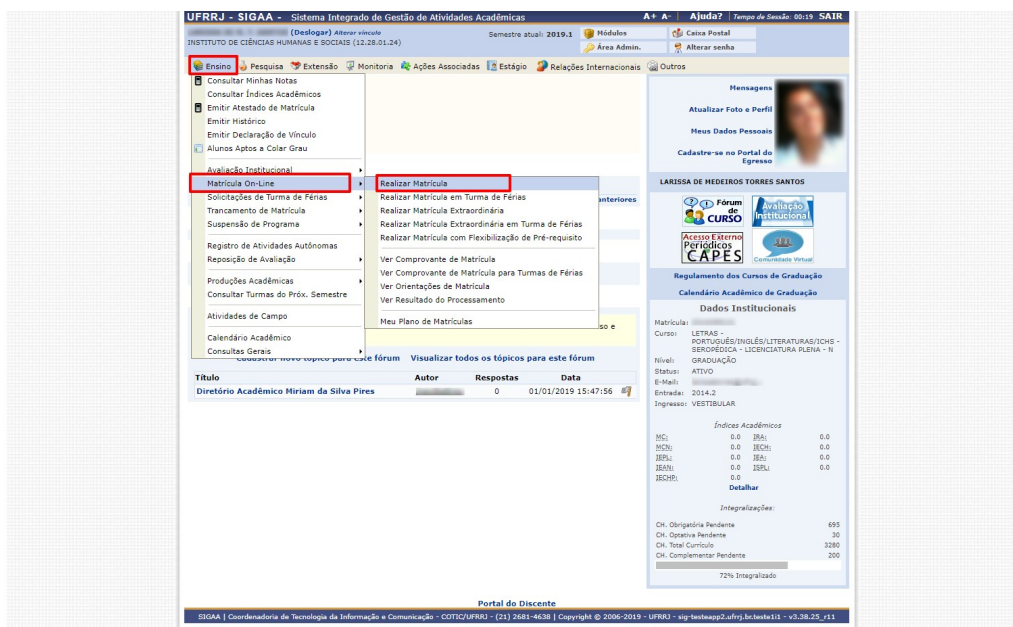 UFRRJ - SIGAA - Sistema Integrado de Gestão de Atividades Acadêmicas
A+ A- Ajuda? Tempo de Sessão: 00:19 SAIR
(Deslogar) Alterar vínculo
INSTITUTO DE CIÊNCIAS HUMANAS E SOCIAIS (12.28.01.24)
Semestre atual: 2019.1
Módulos
Caixa Postal
Área Admin.
Alterar senha
Ensino Pesquisa Extensão Monitoria Ações Associadas Estágio Relações Internacionais Outros
Consultar Minhas Notas
Consultar Índices Acadêmicos
Emitir Atestado de Matrícula
Emitir Histórico
Emitir Declaração de Vínculo
Alunos Aptos a Colar Grau
Avaliação Institucional
Matrícula On-Line
Solicitações de Turma de Férias
Trancamento de Matrícula
Suspensão de Programa
Registro de Atividades Autônomas
Reposição de Avaliação
Produções Acadêmicas
Consultar Turmas do Próx. Semestre
Atividades de Campo
Calendário Acadêmico
Consultas Gerais
Realizar Matrícula
Realizar Matrícula em Turma de Férias
Realizar Matrícula Extraordinária
Realizar Matrícula Extraordinária em Turma de Férias
Realizar Matrícula com Flexibilização de Pré-requisito
Ver Comprovante de Matrícula
Ver Comprovante de Matrícula para Turmas de Férias
Ver Orientações de Matrícula
Ver Resultado do Processamento
Meu Plano de Matrículas
anteriores
so e
Cadastrar novo tópico para este fórum Visualizar todos os tópicos para este fórum
Título Autor Respostas Data
Diretório Acadêmico Miriam da Silva Pires 0 01/01/2019 15:47:56
Mensagens
Atualizar Foto e Perfil
Meus Dados Pessoais
Cadastre-se no Portal do
Egresso
LARISSA DE MEDEIROS TORRES SANTOS
Fórum
de
CURSO
Avaliação
Institucional
Acesso Externo
Periódicos
CAPES
Comunidade Virtual
Regulamento dos Cursos de Graduação
Calendário Acadêmico de Graduação
Dados Institucionais
Matrícula:
Curso: LETRAS -
PORTUGUÊS/INGLÊS/LITERATURAS/ICHS -
SEROPÉDICA - LICENCIATURA PLENA - N
Nível: GRADUAÇÃO
Status: ATIVO
E-Mail:
Entrada: 2014.2
Ingresso: VESTIBULAR
Índices Acadêmicos
MC: 0.0 IRA: 0.0
MCN: 0.0 IECH: 0.0
IEPL: 0.0 IEA: 0.0
IEAN: 0.0 ISPL: 0.0
IECHP: 0.0
Detalhar
Integralizações:
CH. Obrigatória Pendente 695
CH. Optativa Pendente 30
CH. Total Currículo 3280
CH. Complementar Pendente 200
72% Integralizado
Portal do Discente
SIGAA | Coordenadoria de Tecnologia da Informação e Comunicação - COTIC/UFRRJ - (21) 2681-4638 | Copyright © 2006-2019 - UFRRJ - sig-testeapp2.ufrrj.br.teste1i1 - v3.38.25_r11